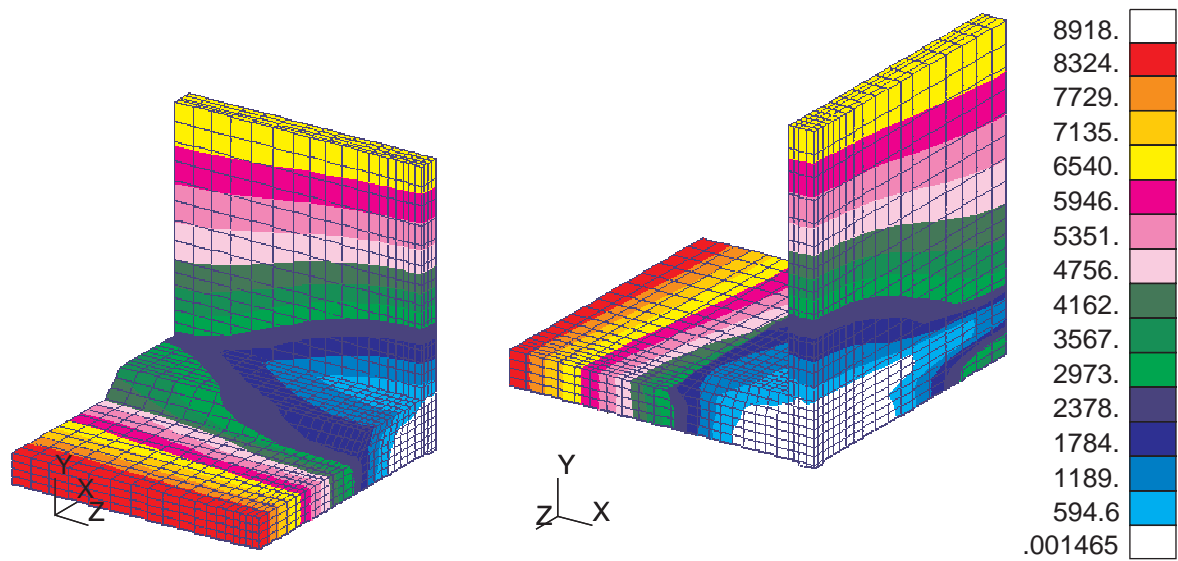 8918.
8324.
7729.
7135.
6540.
5946.
5351.
4756.
4162.
3567.
2973.
2378.
1784.
1189.
594.6
.001465
Y
X
Z
Y
Z
X